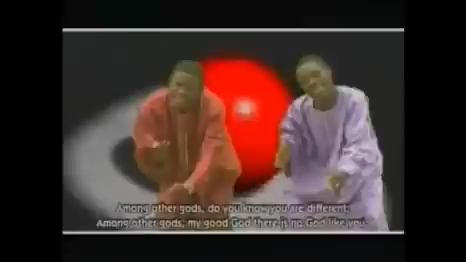 Among other gods, do you know you are different,
Among other gods, my good God there is no God like you